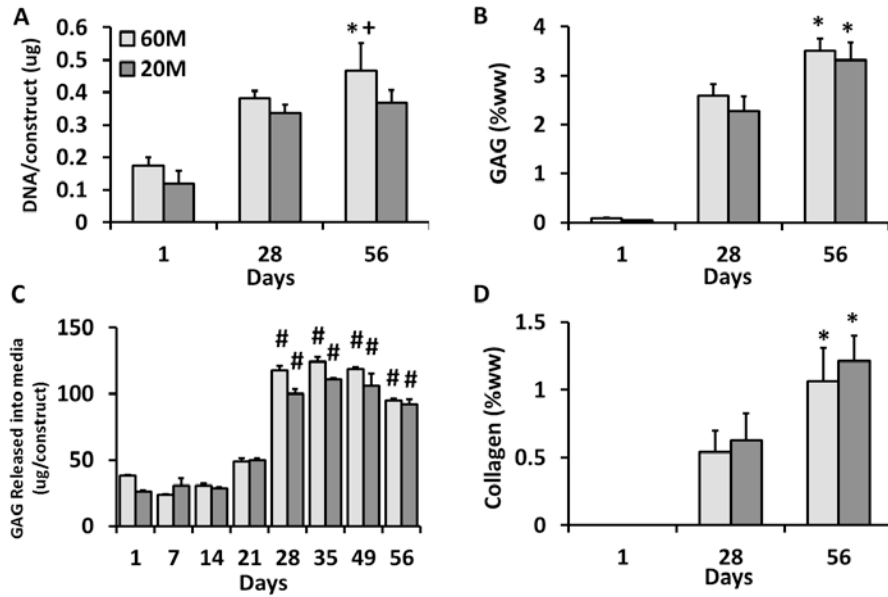 A
DNA/construct (ug)
0.6
0.5
0.4
0.3
0.2
0.1
0
60M
20M
*+
1 28 56
Days
B
GAG (%ww)
4
3
2
1
0
* *
1 28 56
Days
C
GAG Released into media
(ug/construct)
150
100
50
0
# # # # # # # #
1 7 14 21 28 35 49 56
Days
D
Collagen (%ww)
1.5
1
0.5
0
* *
1 28 56
Days